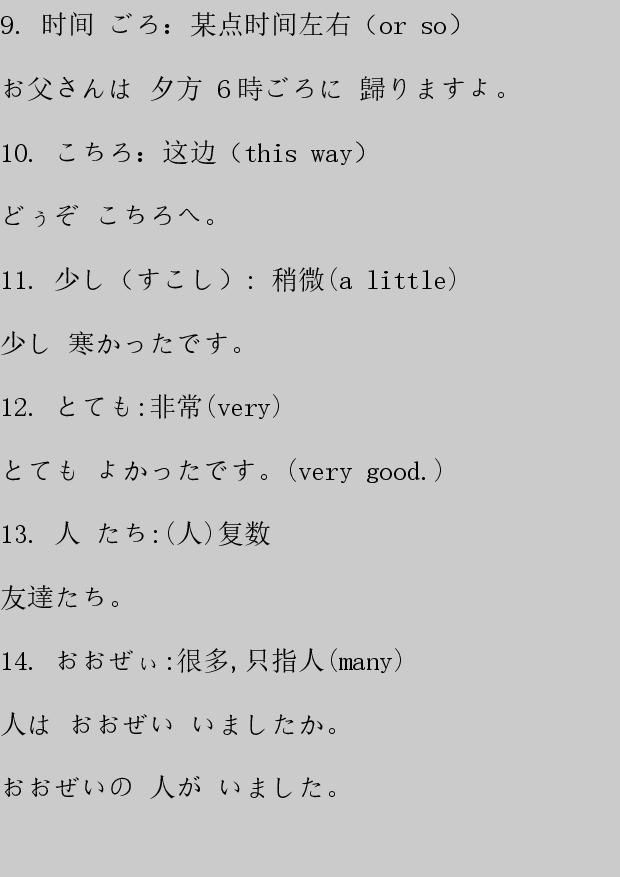 9. 时间 ごろ: 某点时间左右（or so）
お父さんは 夕方 6時ごろに 歸りますよ。
10. こちろ: 这边（this way）
どぅぞ こちろへ。
11. 少し（すこし）: 稍微(a little)
少し 寒かったです。
12. とても:非常(very)
とても よかったです。(very good.)
13. 人 たち:(人)复数
友達たち。
14. おおぜぃ:很多,只指人(many)
人は おおぜい いましたか。
おおぜいの 人が いました。